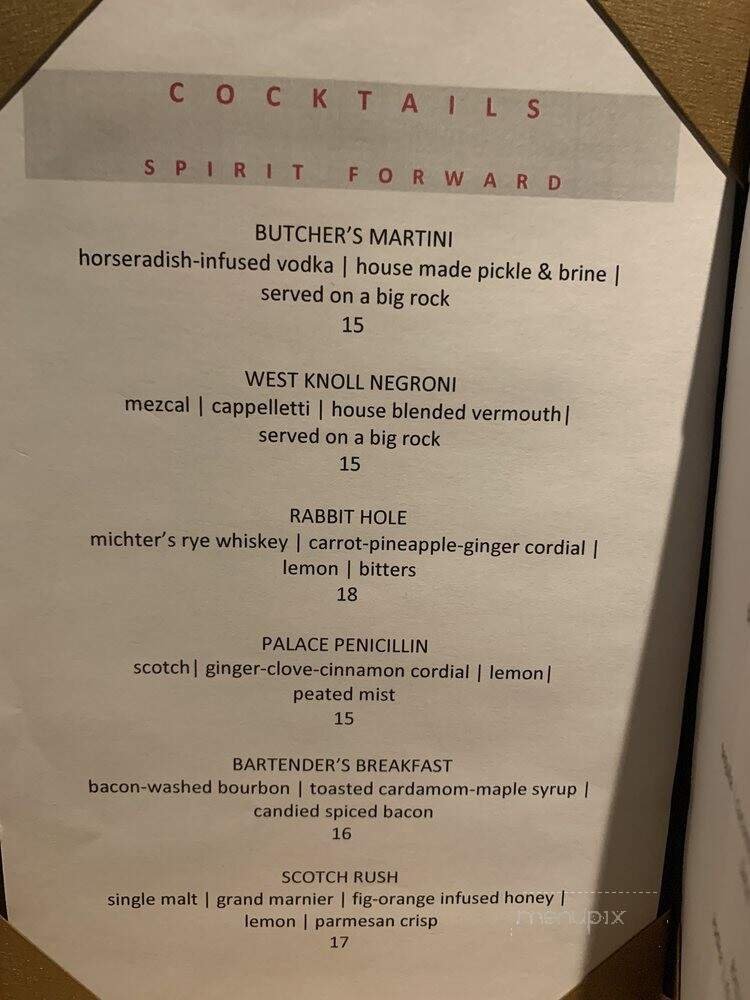 COCKTAILS
SPIRIT FORWARD
BUTCHER'S MARTINI
horseradish-infused vodka | house made pickle & brine |
served on a big rock
15
WEST KNOLL NEGRONI
mezcal | cappelletti | house blended vermouth|
served on a big rock
15
RABBIT HOLE
michter's rye whiskey | carrot-pineapple-ginger cordial |
lemon | bitters
18
PALACE PENICILLIN
scotch| ginger-clove-cinnamon cordial | lemon|
peated mist
15
BARTENDER'S BREAKFAST
bacon-washed bourbon | toasted cardamom-maple syrup |
candied spiced bacon
16
SCOTCH RUSH
single malt | grand marnier | fig-orange infused honey |
lemon | parmesan crisp
17
menupix